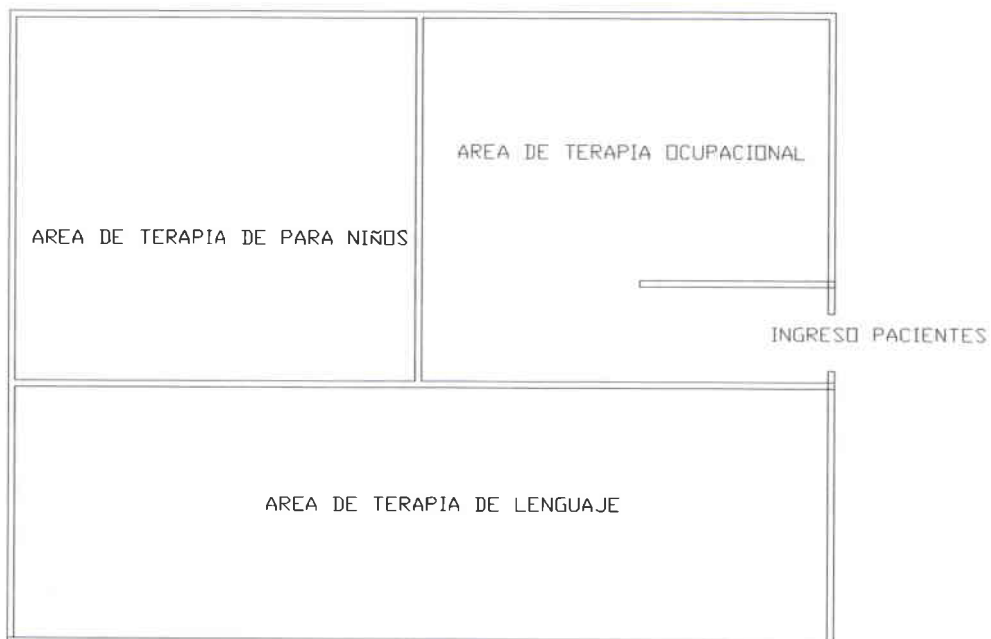 AREA DE TERAPIA OCUPACIONAL
AREA DE TERAPIA DE PARA NIÑOS
INGRESO PACIENTES
AREA DE TERAPIA DE LENGUAJE